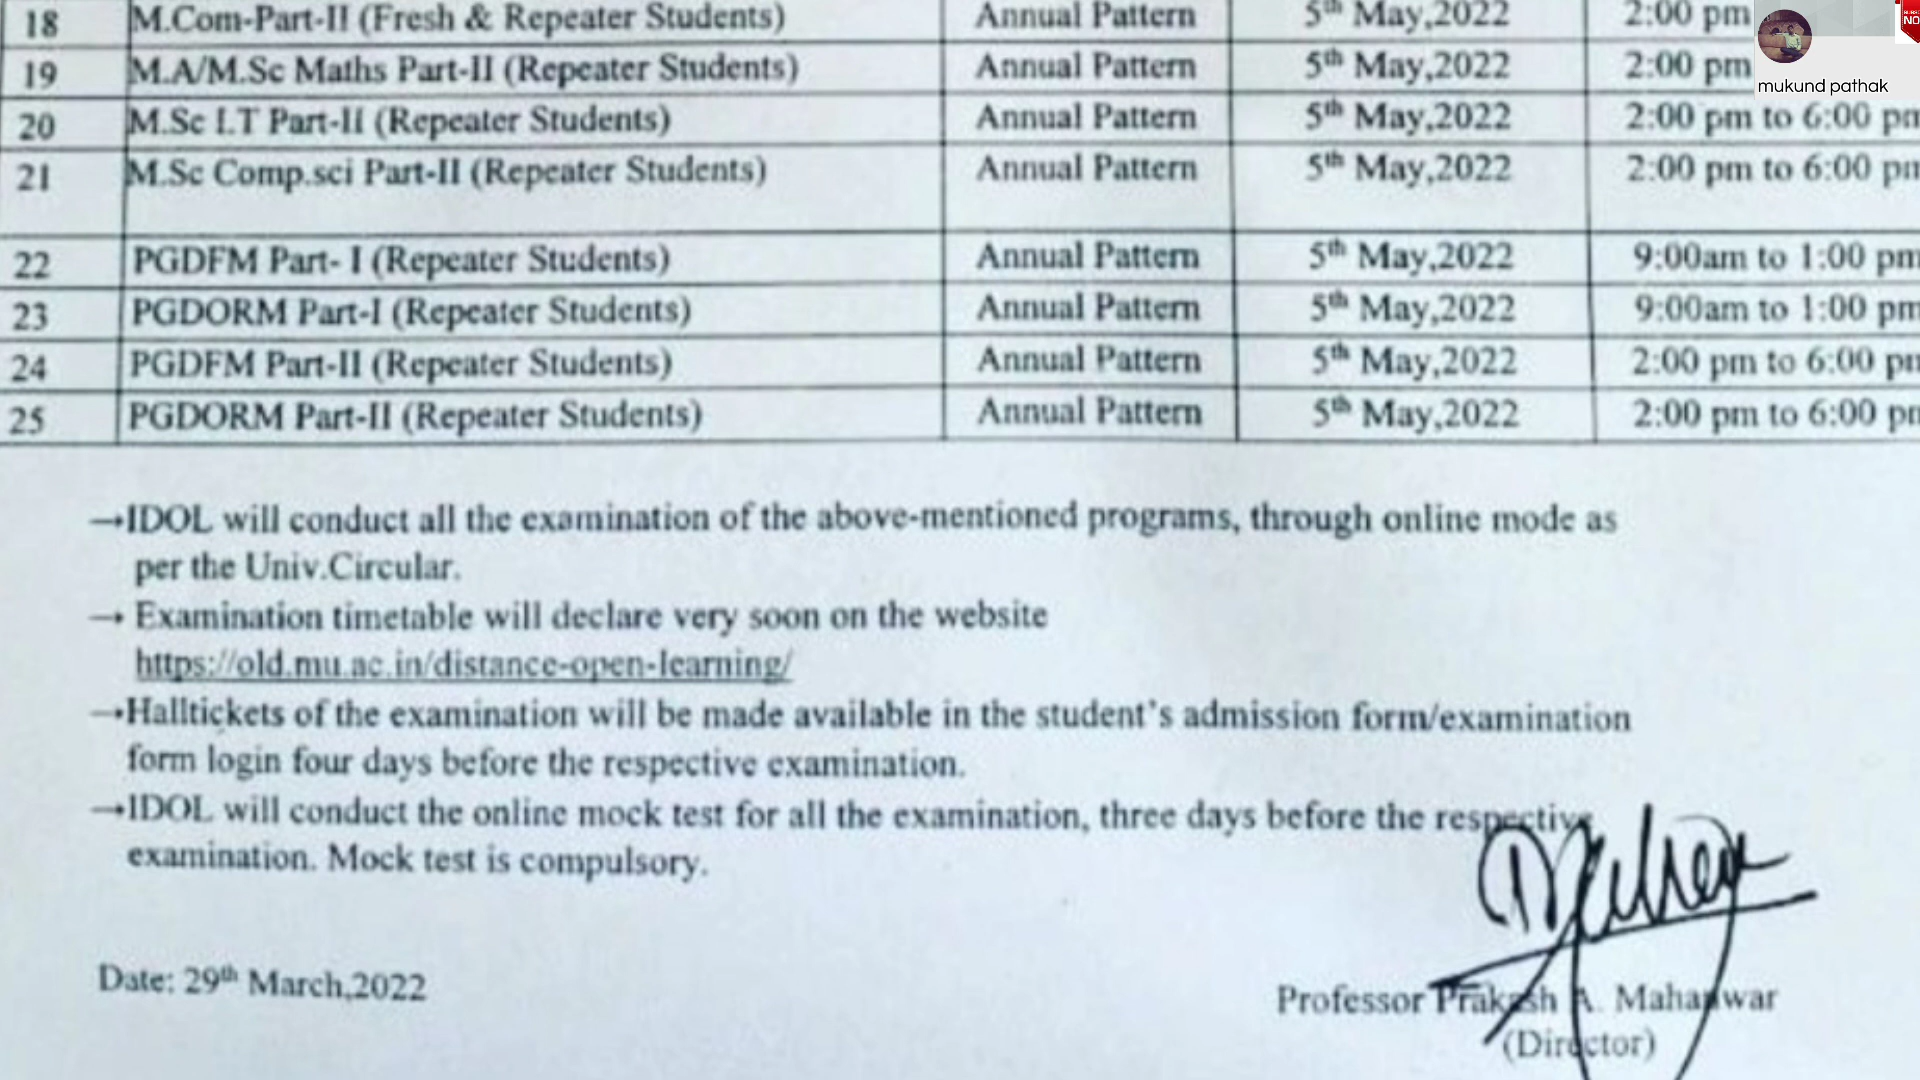 18 M.Com-Part-II (Fresh & Repeater Students) Annual Pattern 5th May,2022 2:00 pm
19 M.A/M.Sc Maths Part-II (Repeater Students) Annual Pattern 5th May,2022 2:00 pm
mukund pathak
20 M.Sc I.T Part-II (Repeater Students) Annual Pattern 5th May,2022 2:00 pm to 6:00 pm
21 M.Sc Comp.sci Part-II (Repeater Students) Annual Pattern 5th May,2022 2:00 pm to 6:00 pm
22 PGDFM Part- I (Repeater Students) Annual Pattern 5th May,2022 9:00am to 1:00 pm
23 PGDORM Part-I (Repeater Students) Annual Pattern 5th May,2022 9:00am to 1:00 pm
24 PGDFM Part-II (Repeater Students) Annual Pattern 5th May,2022 2:00 pm to 6:00 pm
25 PGDORM Part-II (Repeater Students) Annual Pattern 5th May,2022 2:00 pm to 6:00 pm
→IDOL will conduct all the examination of the above-mentioned programs, through online mode as
per the Univ.Circular.
→ Examination timetable will declare very soon on the website
https://old.mu.ac.in/distance-open-learning/
→Halltickets of the examination will be made available in the student's admission form/examination
form login four days before the respective examination.
→IDOL will conduct the online mock test for all the examination, three days before the respective
examination. Mock test is compulsory.
Date: 29th March,2022
Professor Prakash A. Mahanwar
(Director)